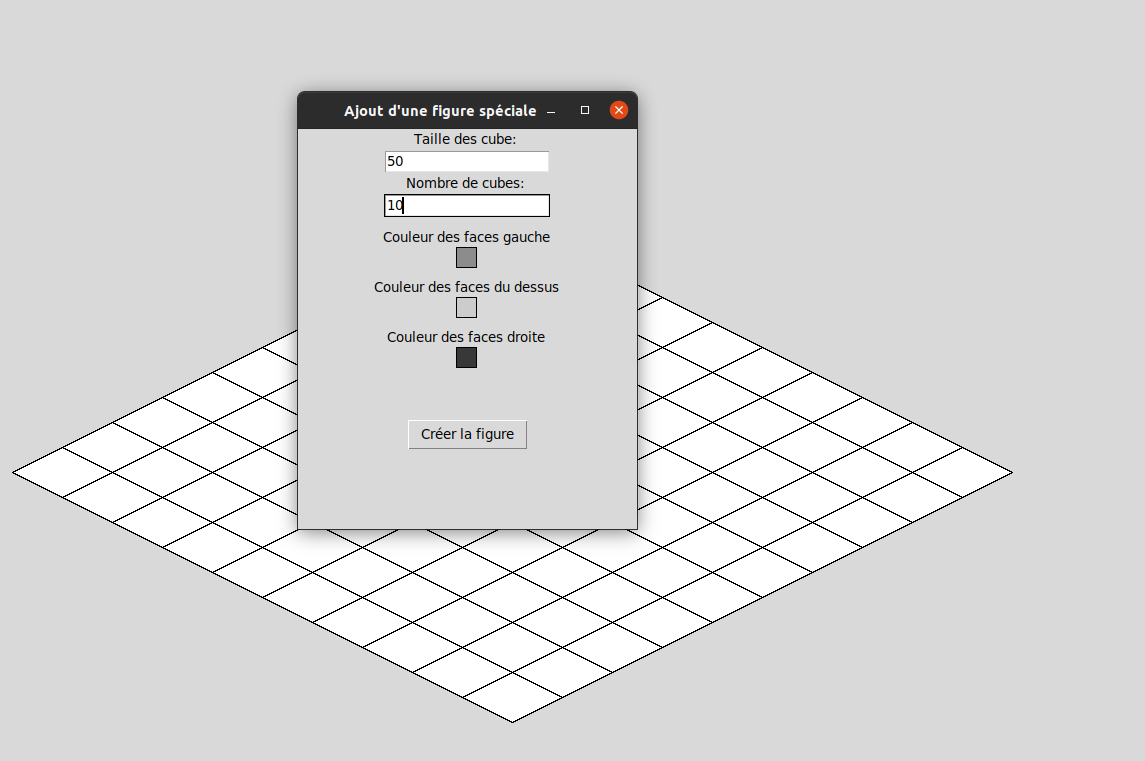 Ajout d'une figure spéciale
Taille des cube:
50
Nombre de cubes:
10
Couleur des faces gauche
Couleur des faces du dessus
Couleur des faces droite
Créer la figure